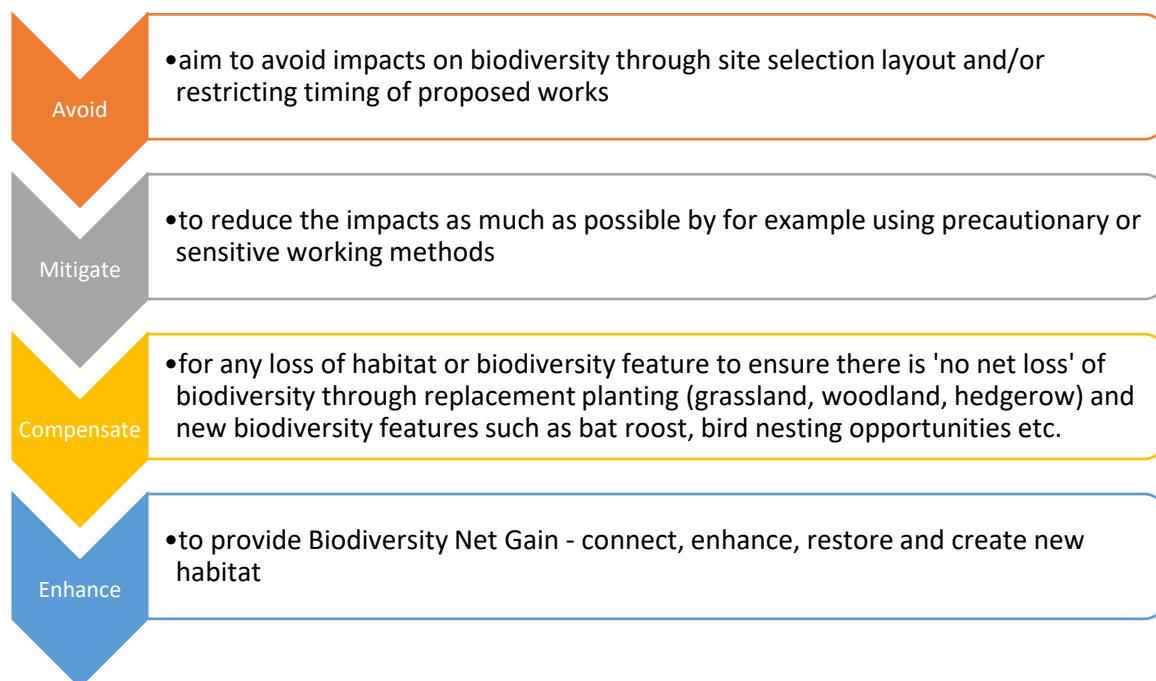 Avoid
•aim to avoid impacts on biodiversity through site selection layout and/or
restricting timing of proposed works
Mitigate
•to reduce the impacts as much as possible by for example using precautionary or
sensitive working methods
Compensate
•for any loss of habitat or biodiversity feature to ensure there is 'no net loss' of
biodiversity through replacement planting (grassland, woodland, hedgerow) and
new biodiversity features such as bat roost, bird nesting opportunities etc.
Enhance
•to provide Biodiversity Net Gain - connect, enhance, restore and create new
habitat